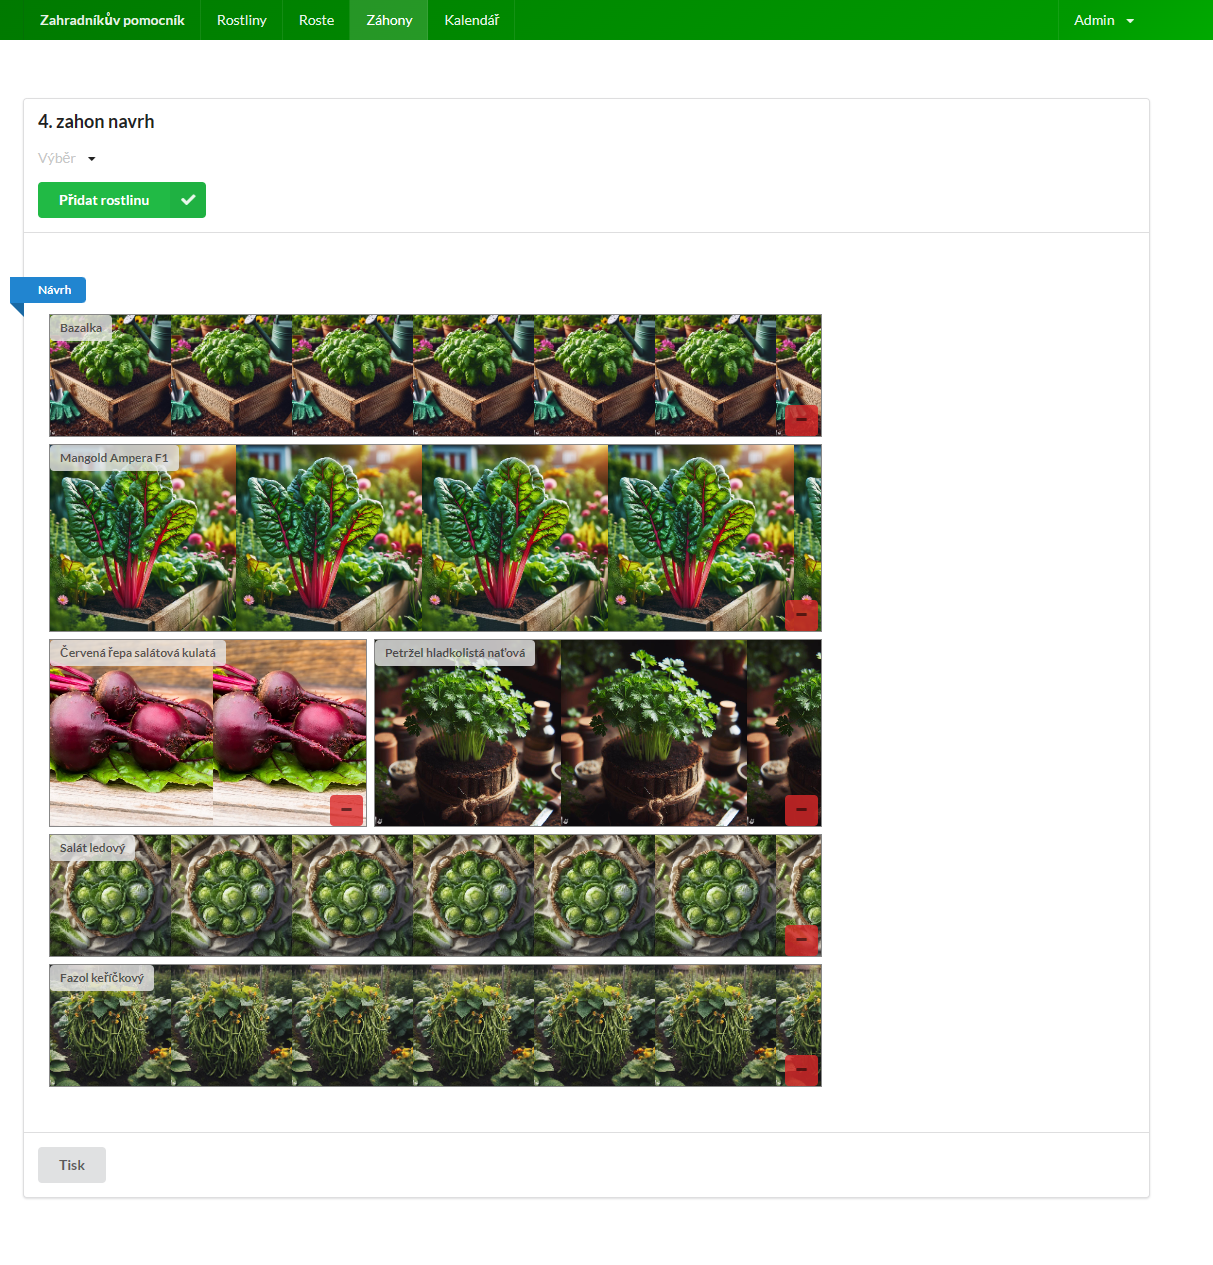 Zahradníkův pomocník Rostliny Roste Záhony Kalendář Admin
4. zahon navrh
Výběr
Přidat rostlinu
Návrh
Bazalka
Mangold Ampera F1
Červená řepa salátová kulatá Petržel hladkolistá naťová
Salát ledový
Fazol keříčkový
Tisk